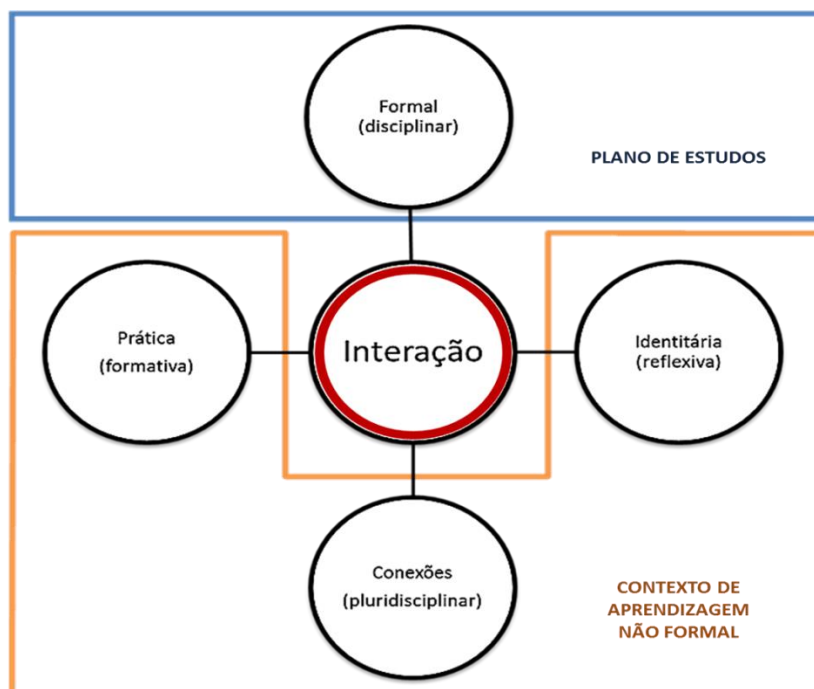 Formal
(disciplinar)
PLANO DE ESTUDOS
Prática
(formativa)
Interação
Identitária
(reflexiva)
Conexões
(pluridisciplinar)
CONTEXTO DE
APRENDIZAGEM
NÃO FORMAL